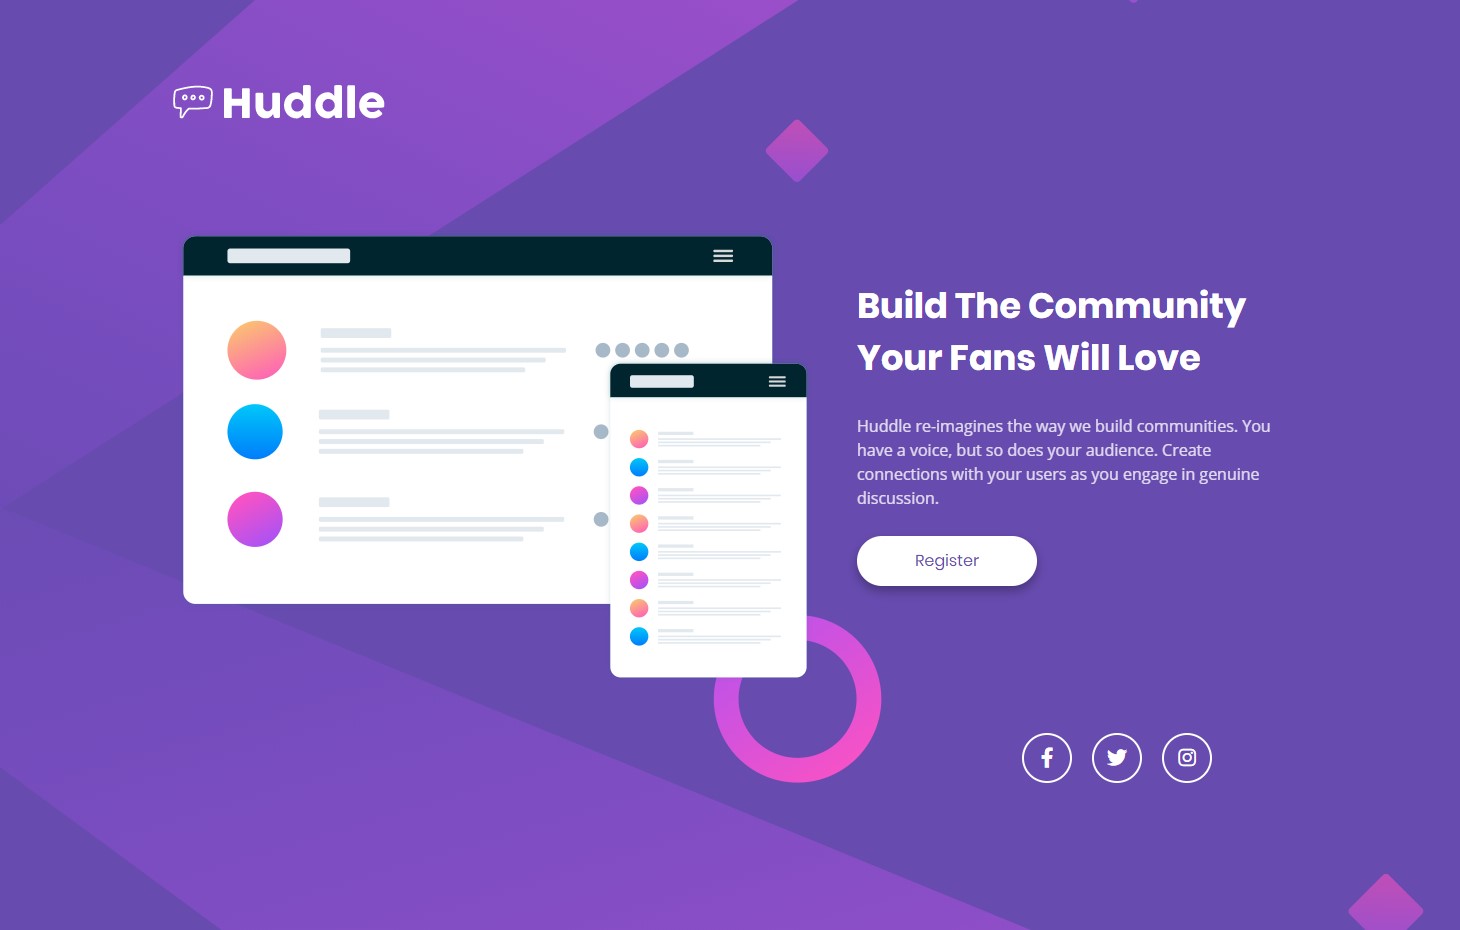 Huddle
Build The Community
Your Fans Will Love
Huddle re-imagines the way we build communities. You
have a voice, but so does your audience. Create
connections with your users as you engage in genuine
discussion.
Register